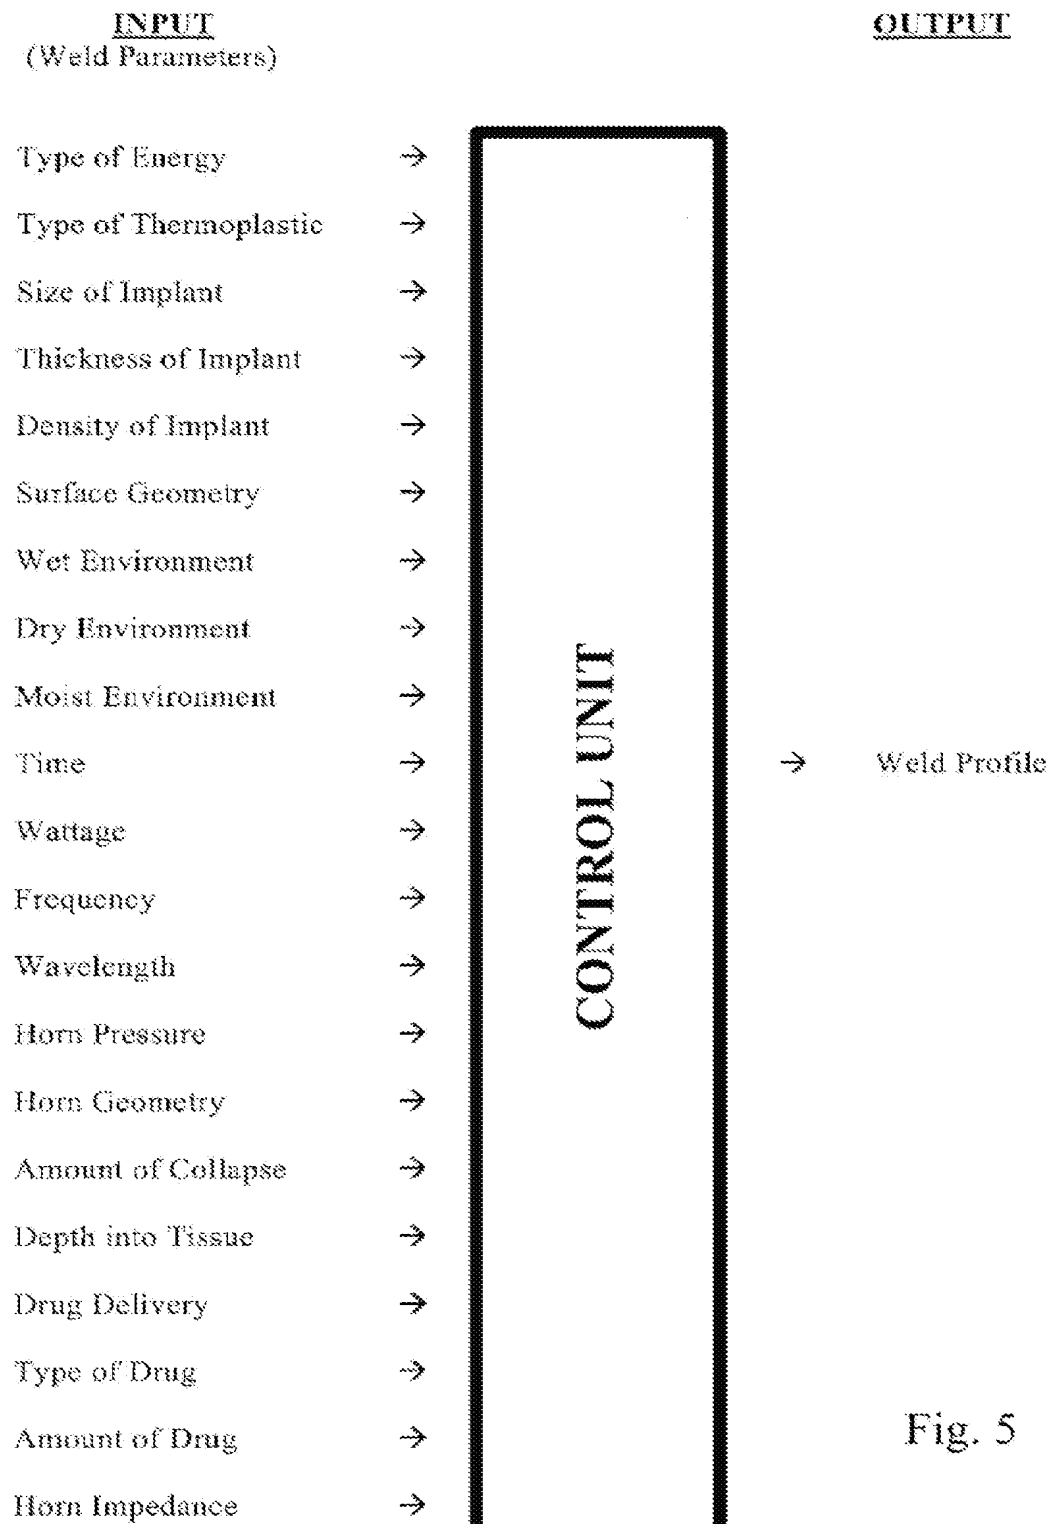 INPUT
(Weld Parameters)
OUTPUT
Type of Energy →
Type of Thermoplastic →
Size of Implant →
Thickness of Implant →
Density of Implant →
Surface Geometry →
Wet Environment →
Dry Environment →
Moist Environment →
Time →
Wattage →
Frequency →
Wavelength →
Horn Pressure →
Horn Geometry →
Amount of Collapse →
Depth into Tissue →
Drug Delivery →
Type of Drug →
Amount of Drug →
Horn Impedance →
CONTROL UNIT
→ Weld Profile
Fig. 5